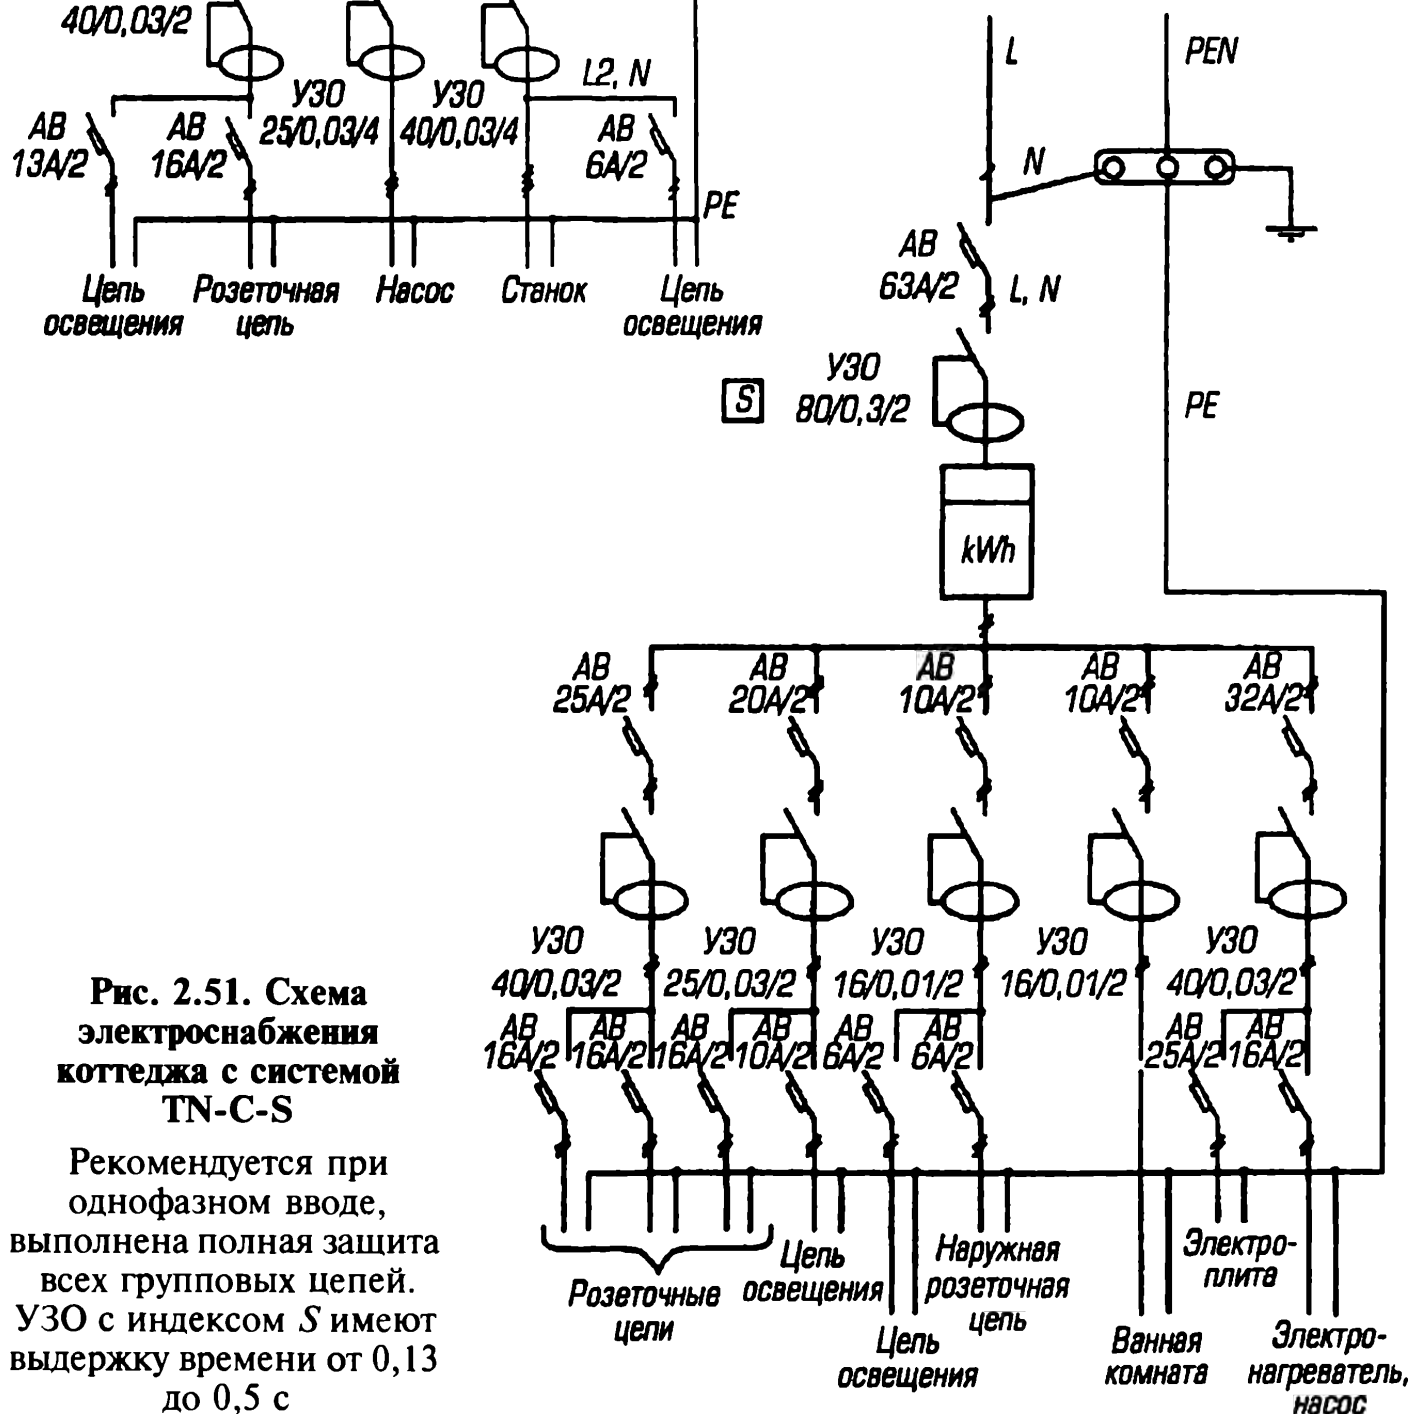 40/0,03/2
УЗО
25/0,03/4
УЗО
40/0,03/4
L2, N
АВ
13А/2
АВ
16А/2
АВ
6А/2
PE
Цепь
освещения
Розеточная
цепь
Насос
Станок
Цепь
освещения
L
PEN
N
АВ
63А/2
L, N
S
УЗО
80/0,3/2
PE
kWh
АВ
25А/2
АВ
20А/2
АВ
10А/2
АВ
10А/2
АВ
32А/2
УЗО
40/0,03/2
УЗО
25/0,03/2
УЗО
16/0,01/2
УЗО
16/0,01/2
УЗО
40/0,03/2
АВ
16А/2
АВ
16А/2
АВ
16А/2
АВ
10А/2
АВ
6А/2
АВ
6А/2
АВ
25А/2
АВ
16А/2
Розеточные
цепи
Цепь
освещения
Цепь
освещения
Наружная
розеточная
цепь
Ванная
комната
Электро-
плита
Электро-
нагреватель,
насос
Рис. 2.51. Схема
электроснабжения
коттеджа с системой
TN-C-S
Рекомендуется при
однофазном вводе,
выполнена полная защита
всех групповых цепей.
УЗО с индексом S имеют
выдержку времени от 0,13
до 0,5 с